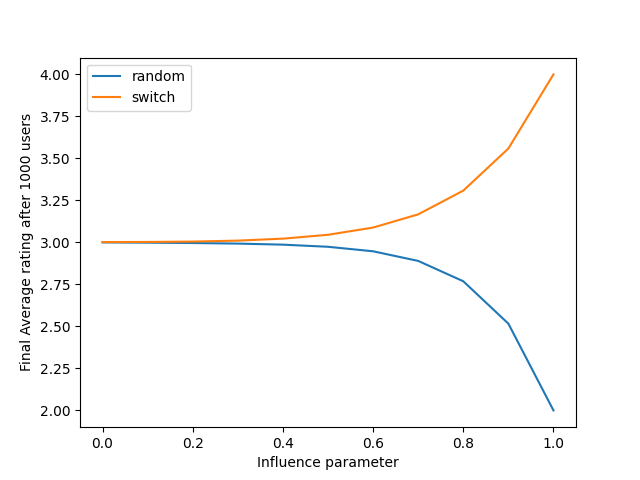 random
switch
4.00
3.75
3.50
3.25
3.00
2.75
2.50
2.25
2.00
Final Average rating after 1000 users
0.0 0.2 0.4 0.6 0.8 1.0
Influence parameter